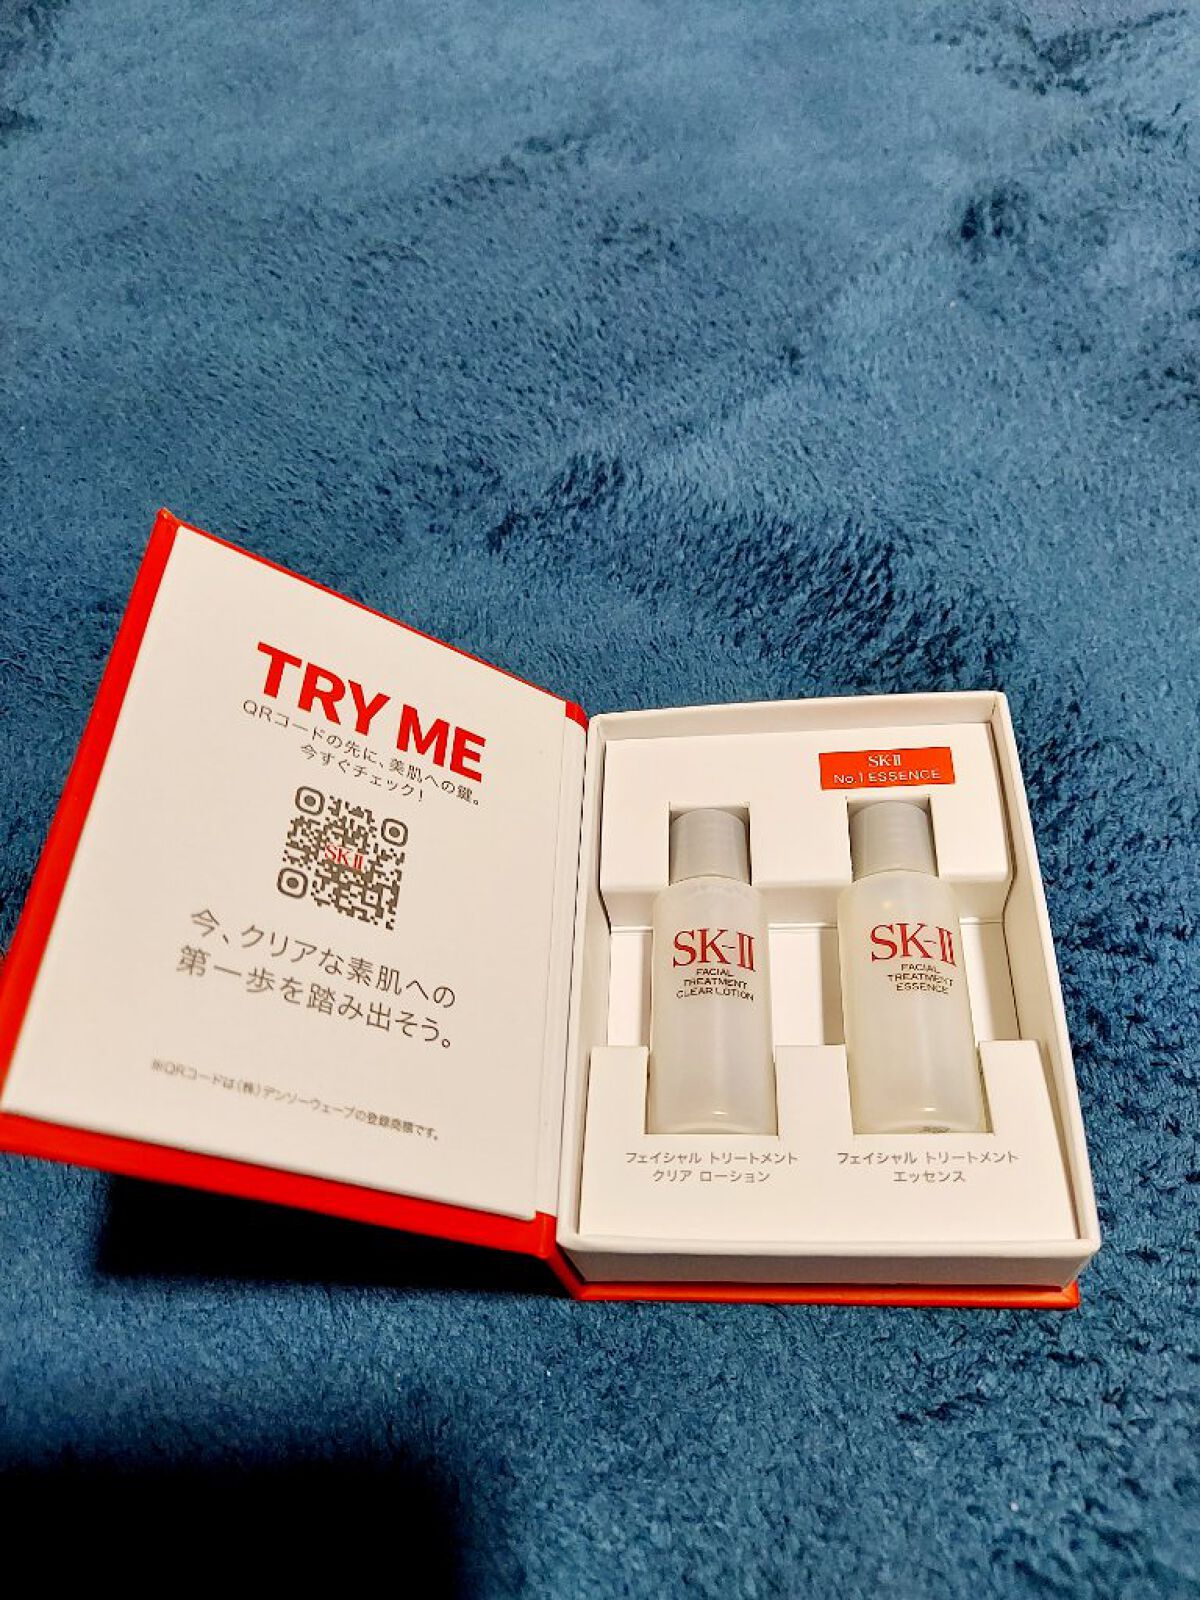 TRY ME
QRコードの先に、美肌への鍵。
今すぐチェック！
SK-II
今、クリアな素肌への
第一歩を踏み出そう。
※QRコードは(株)デンソーウェーブの登録商標です。
SK-II
No.1 ESSENCE
SK-II
FACIAL
TREATMENT
CLEAR LOTION
SK-II
FACIAL
TREATMENT
ESSENCE
フェイシャル トリートメント
クリア ローション
フェイシャル トリートメント
エッセンス